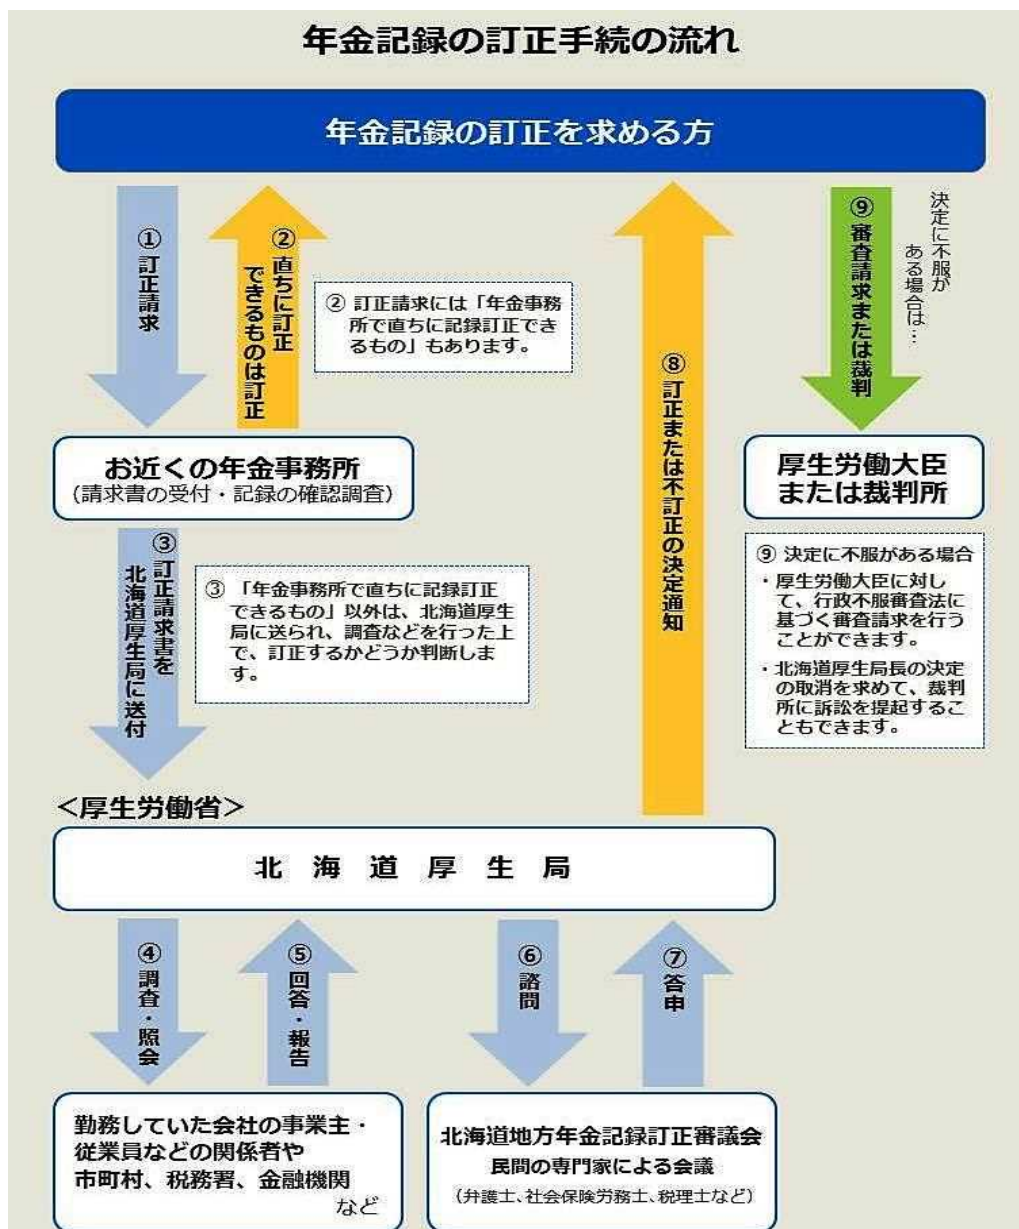 年金記録の訂正手続の流れ
年金記録の訂正を求める方
① 訂正請求
② 直ちに訂正
できるものは訂正
② 訂正請求には「年金事務
所で直ちに記録訂正でき
るもの」もあります。
⑧ 訂正または不訂正の決定通知
⑨ 審査請求または裁判
決定に不服が
ある場合は…
お近くの年金事務所
(請求書の受付・記録の確認調査)
厚生労働大臣
または裁判所
③ 訂正請求書を
北海道厚生局に送付
③ 「年金事務所で直ちに記録訂正
できるもの」以外は、北海道厚生
局に送られ、調査などを行った上
で、訂正するかどうか判断しま
す。
⑨ 決定に不服がある場合
・厚生労働大臣に対し
て、行政不服審査法に
基づく審査請求を行う
ことができます。
・北海道厚生局長の決定
の取消を求めて、裁判
所に訴訟を提起するこ
ともできます。
<厚生労働省>
北海道厚生局
④ 調査・照会
⑤ 回答・報告
⑥ 諮問
⑦ 答申
勤務していた会社の事業主・
従業員などの関係者や
市町村、税務署、金融機関
など
北海道地方年金記録訂正審議会
民間の専門家による会議
(弁護士、社会保険労務士、税理士など)